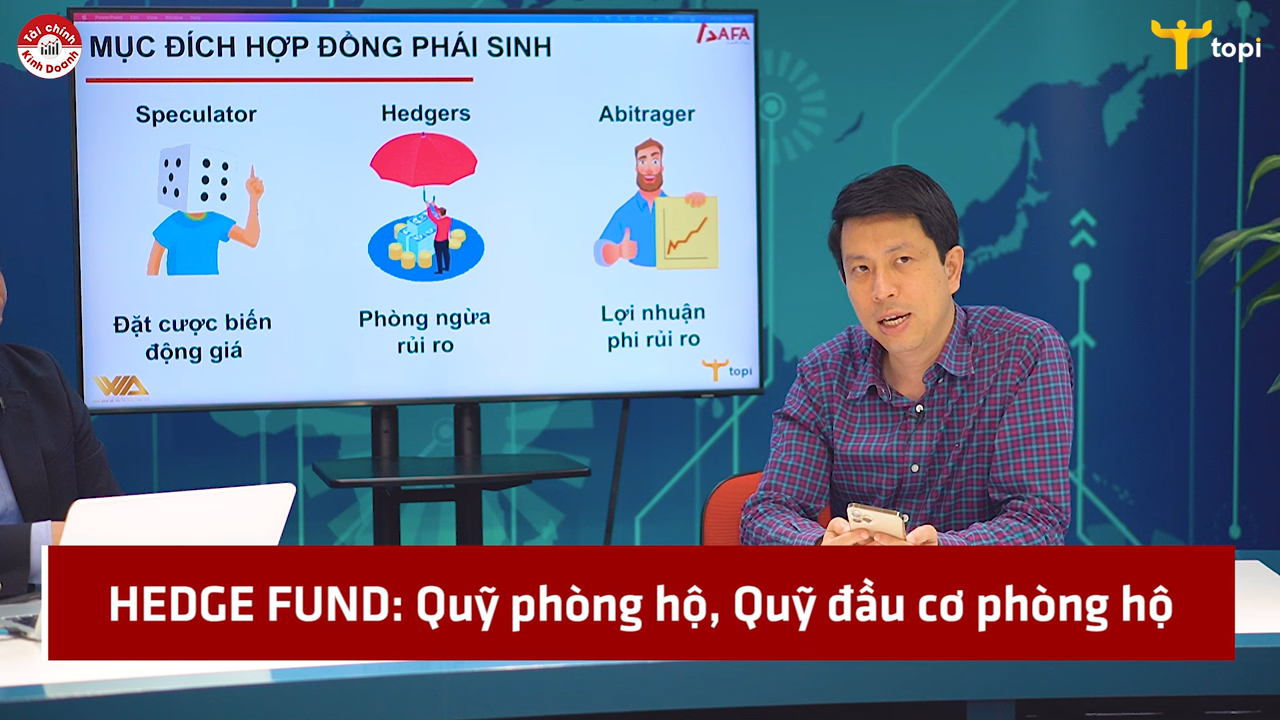 Tài chính
Kinh Doanh
MỤC ĐÍCH HỢP ĐỒNG PHÁI SINH
AFA
topi
Speculator
Hedgers
Abitrager
Đặt cược biến
động giá
Phòng ngừa
rủi ro
Lợi nhuận
phi rủi ro
topi
HEDGE FUND: Quỹ phòng hộ, Quỹ đầu cơ phòng hộ